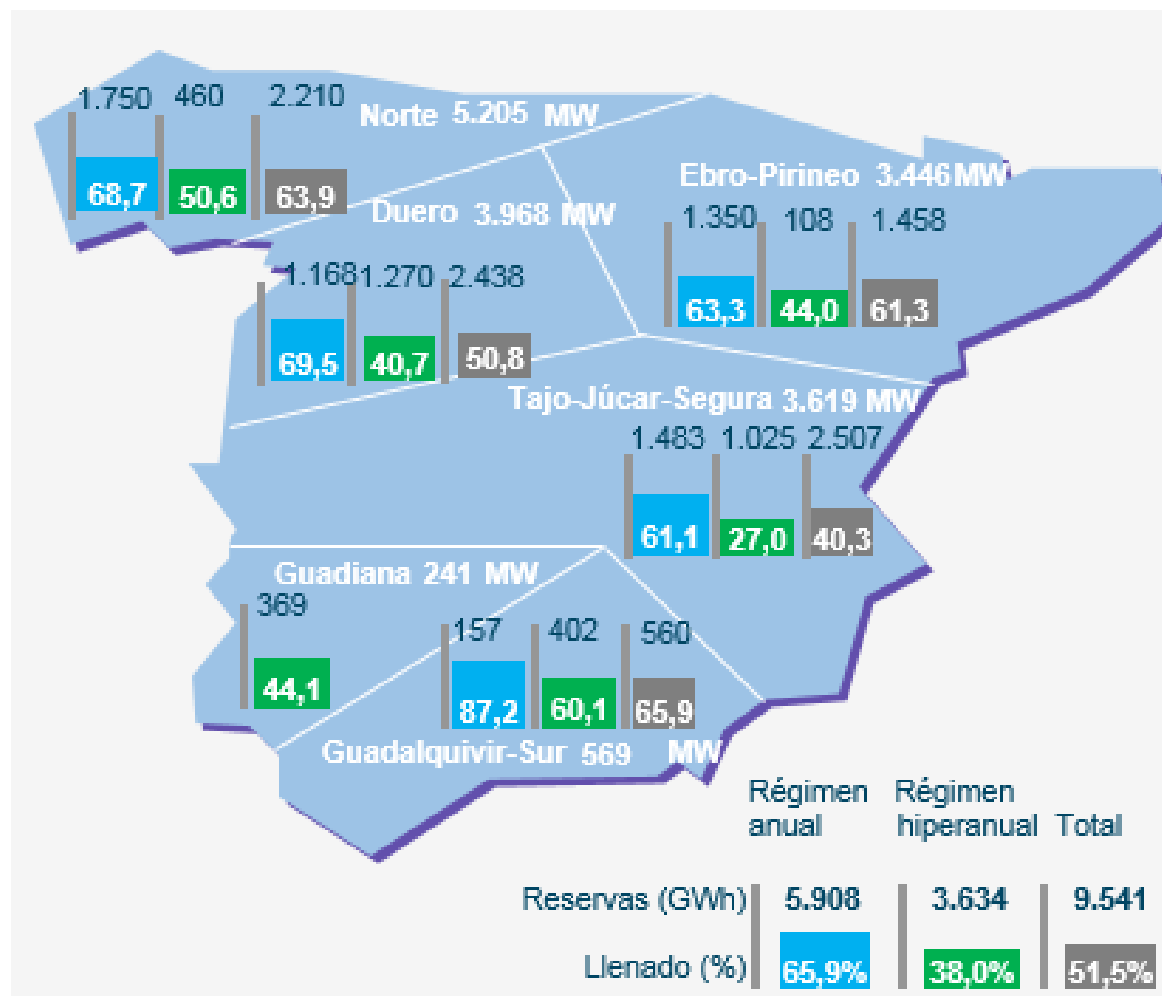 1.750 460 2.210
Norte 5.205 MW
68,7 50,6 63,9
Ebro-Pirineo 3.446 MW
1.350 108 1.458
63,3 44,0 61,3
Duero 3.968 MW
1.168 1.270 2.438
69,5 40,7 50,8
Tajo-Júcar-Segura 3.619 MW
1.483 1.025 2.507
61,1 27,0 40,3
Guadiana 241 MW
369
44,1
157 402 560
87,2 60,1 65,9
Guadalquivir-Sur 569 MW
Régimen anual Régimen hiperanual Total
Reservas (GWh) 5.908 3.634 9.541
Llenado (%) 65,9% 38,0% 51,5%